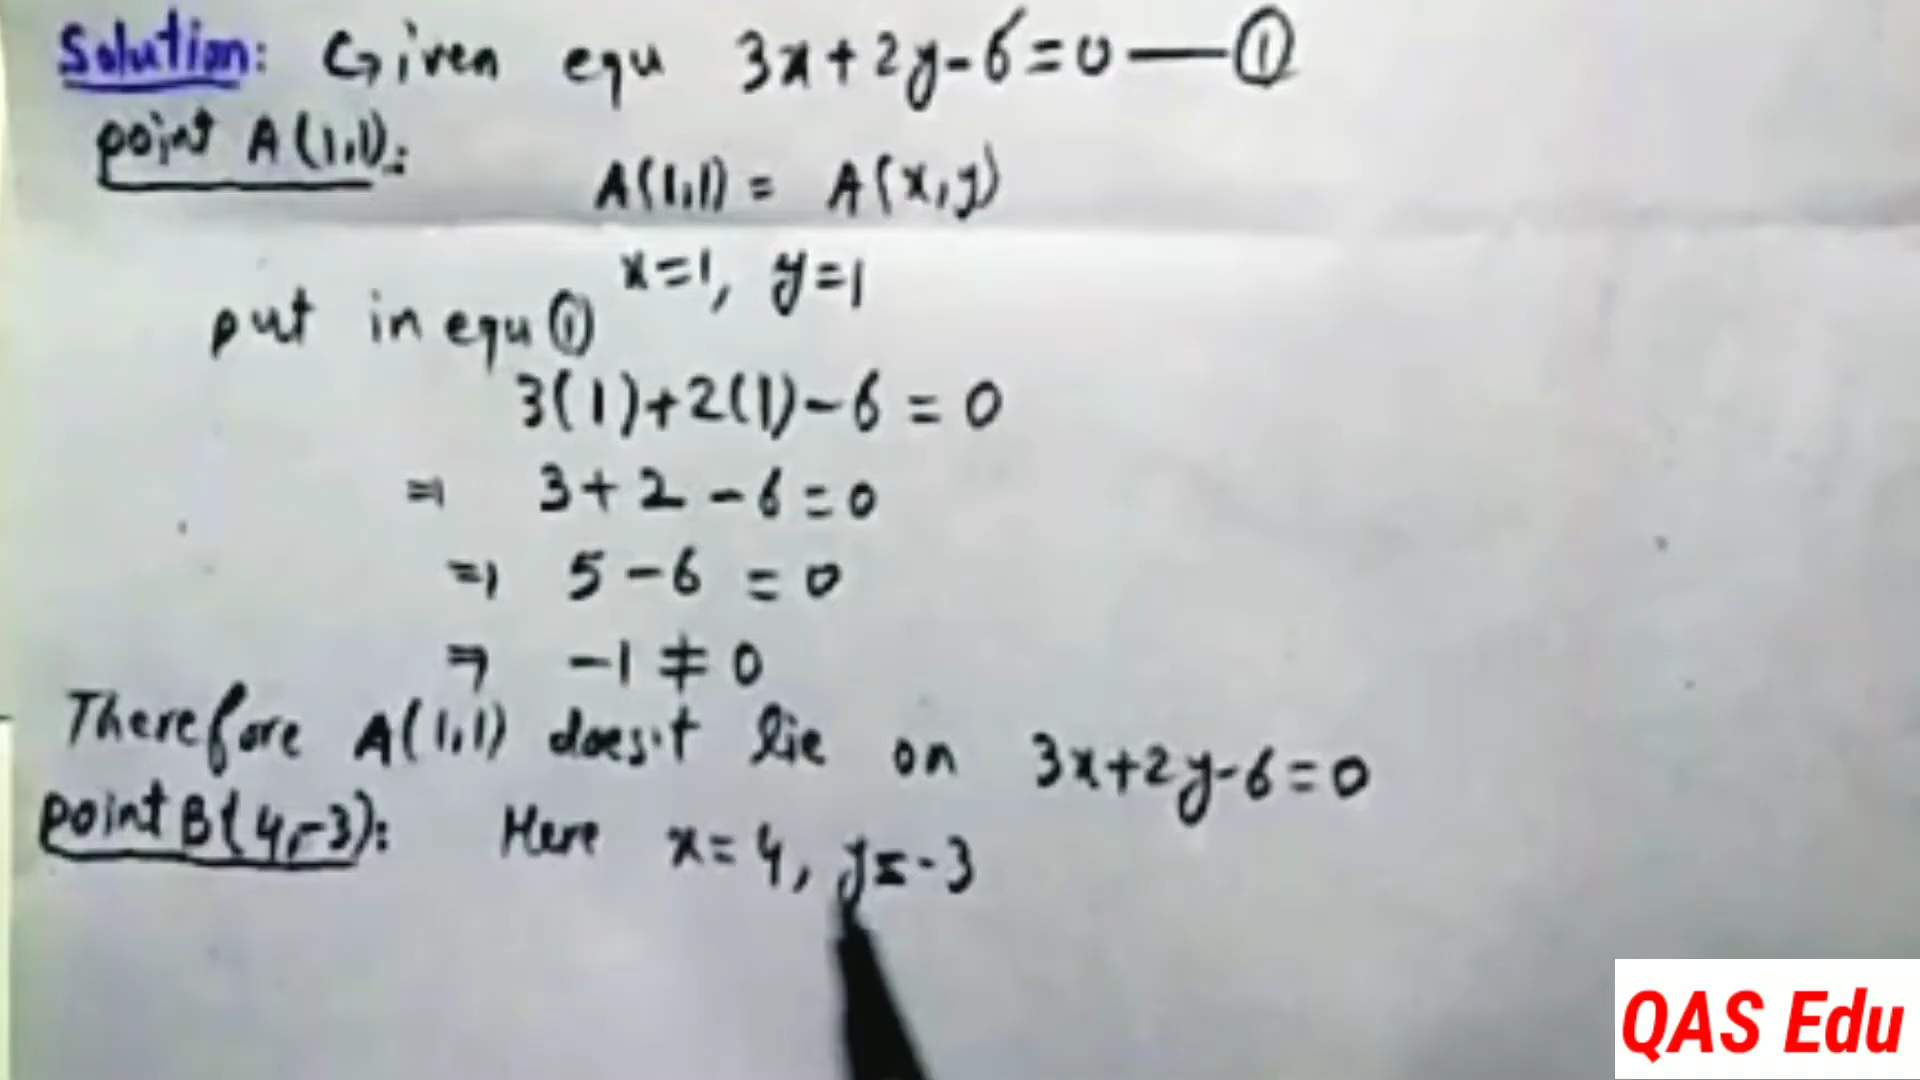 Solution: Given equ 3x+2y-6=0 — ①
point A(1,1):
A(1,1) = A(x,y)
x=1, y=1
put in equ ①
3(1)+2(1)-6 = 0
⇒ 3+2-6=0
⇒ 5-6 = 0
⇒ -1 ≠ 0
Therefore A(1,1) does't lie on 3x+2y-6=0
point B(4,-3): Here x=4, y=-3
QAS Edu